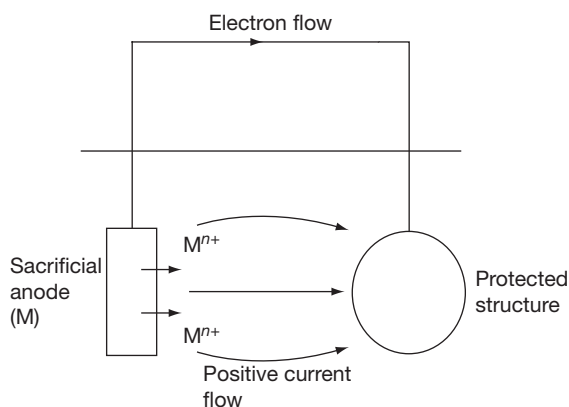 Electron flow
Mⁿ⁺
Sacrificial
anode
(M)
Protected
structure
Mⁿ⁺
Positive current
flow